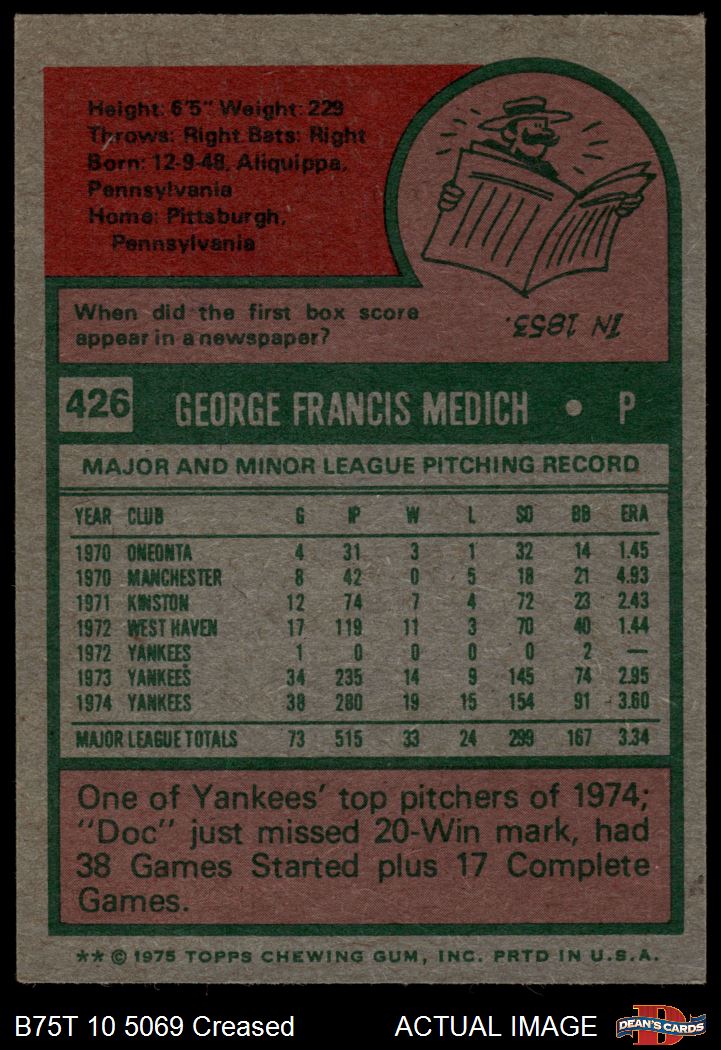 Height: 6'5" Weight: 229
Throws: Right Bats: Right
Born: 12-9-48, Aliquippa,
Pennsylvania
Home: Pittsburgh,
Pennsylvania
When did the first box score
appear in a newspaper?
IN 1853.
426 GEORGE FRANCIS MEDICH • P
MAJOR AND MINOR LEAGUE PITCHING RECORD
YEAR CLUB G IP W L SO BB ERA
1970 ONEONTA 4 31 3 1 32 14 1.45
1970 MANCHESTER 8 42 0 5 18 21 4.93
1971 KINSTON 12 74 7 4 72 23 2.43
1972 WEST HAVEN 17 119 11 3 70 40 1.44
1972 YANKEES 1 0 0 0 0 2 —
1973 YANKEES 34 235 14 9 145 74 2.95
1974 YANKEES 38 280 19 15 154 91 3.60
MAJOR LEAGUE TOTALS 73 515 33 24 299 167 3.34
One of Yankees' top pitchers of 1974;
"Doc" just missed 20-Win mark, had
38 Games Started plus 17 Complete
Games.
** © 1975 TOPPS CHEWING GUM, INC. PRTD IN U.S.A.
B75T 10 5069 Creased ACTUAL IMAGE
DEAN'S CARDS